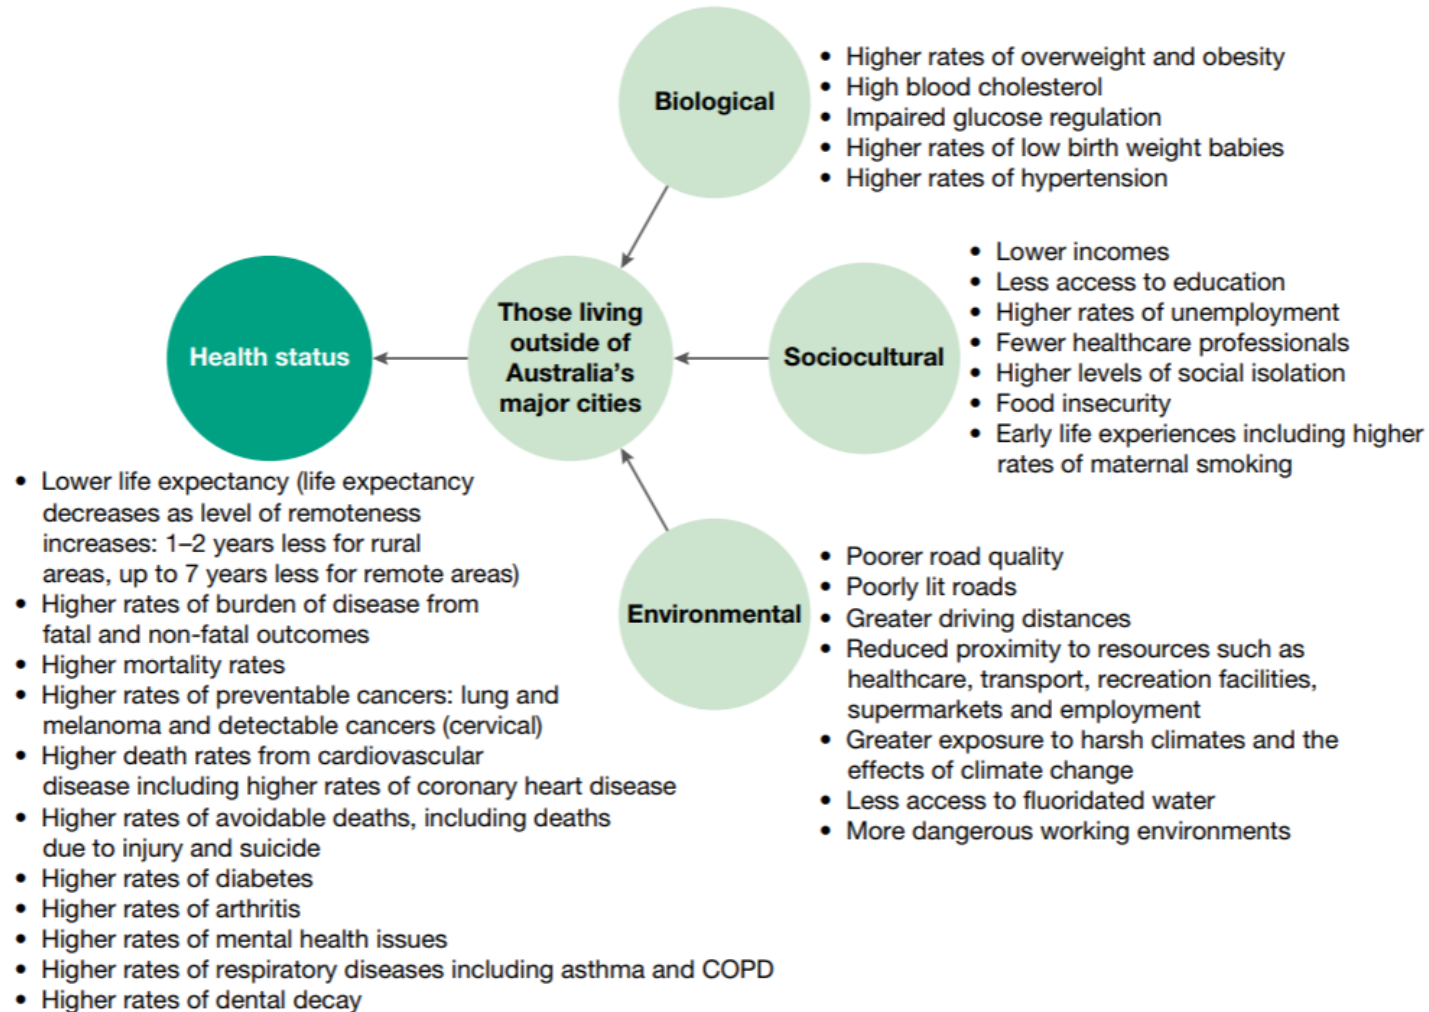 Biological
• Higher rates of overweight and obesity
• High blood cholesterol
• Impaired glucose regulation
• Higher rates of low birth weight babies
• Higher rates of hypertension
Health status
Those living
outside of
Australia’s
major cities
Sociocultural
• Lower incomes
• Less access to education
• Higher rates of unemployment
• Fewer healthcare professionals
• Higher levels of social isolation
• Food insecurity
• Early life experiences including higher
rates of maternal smoking
• Lower life expectancy (life expectancy
decreases as level of remoteness
increases: 1–2 years less for rural
areas, up to 7 years less for remote areas)
• Higher rates of burden of disease from
fatal and non-fatal outcomes
• Higher mortality rates
• Higher rates of preventable cancers: lung and
melanoma and detectable cancers (cervical)
• Higher death rates from cardiovascular
disease including higher rates of coronary heart disease
• Higher rates of avoidable deaths, including deaths
due to injury and suicide
• Higher rates of diabetes
• Higher rates of arthritis
• Higher rates of mental health issues
• Higher rates of respiratory diseases including asthma and COPD
• Higher rates of dental decay
Environmental
• Poorer road quality
• Poorly lit roads
• Greater driving distances
• Reduced proximity to resources such as
healthcare, transport, recreation facilities,
supermarkets and employment
• Greater exposure to harsh climates and the
effects of climate change
• Less access to fluoridated water
• More dangerous working environments